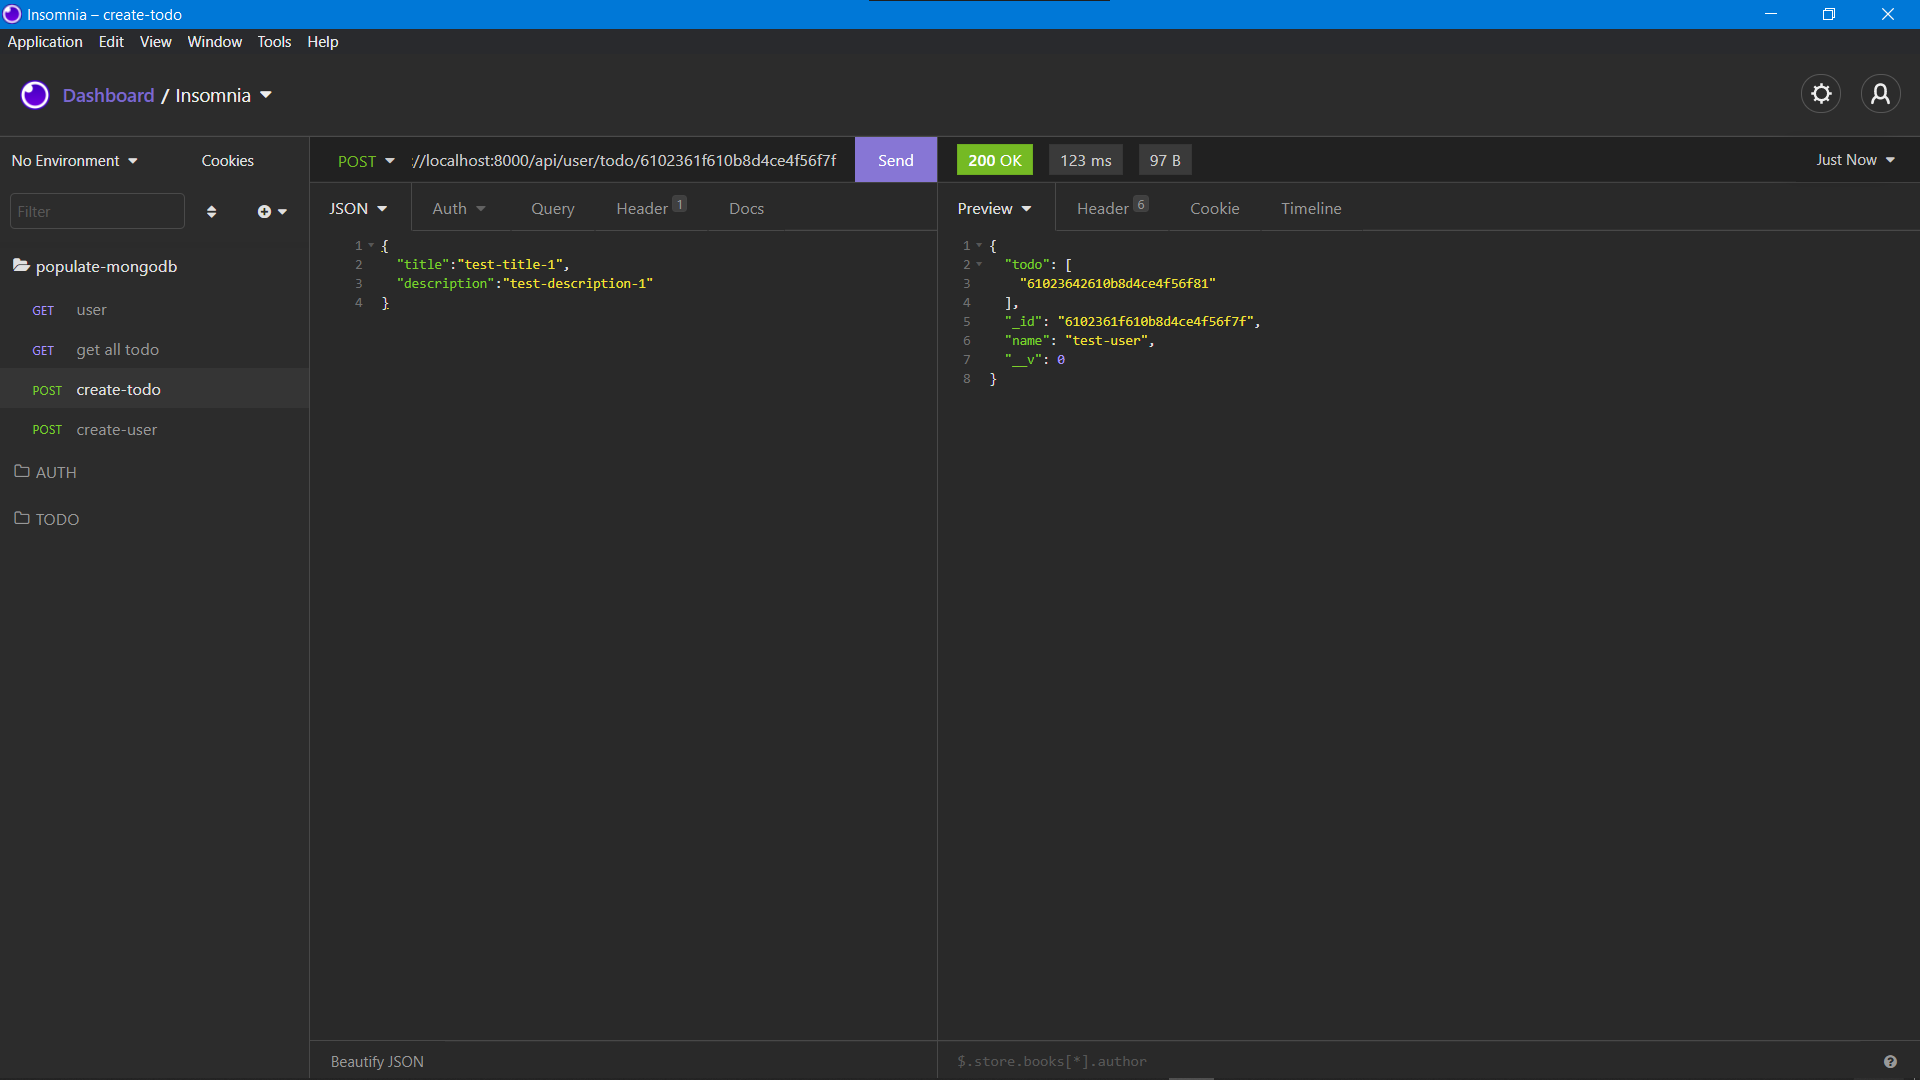 Insomnia – create-todo
Application Edit View Window Tools Help
Dashboard / Insomnia
No Environment Cookies
Filter
populate-mongodb
GET user
GET get all todo
POST create-todo
POST create-user
AUTH
TODO
POST ://localhost:8000/api/user/todo/6102361f610b8d4ce4f56f7f Send
JSON Auth Query Header 1 Docs
1 {
2 "title":"test-title-1",
3 "description":"test-description-1"
4 }
Beautify JSON
200 OK 123 ms 97 B Just Now
Preview Header 6 Cookie Timeline
1 {
2 "todo": [
3 "61023642610b8d4ce4f56f81"
4 ],
5 "_id": "6102361f610b8d4ce4f56f7f",
6 "name": "test-user",
7 "__v": 0
8 }
$.store.books[*].author